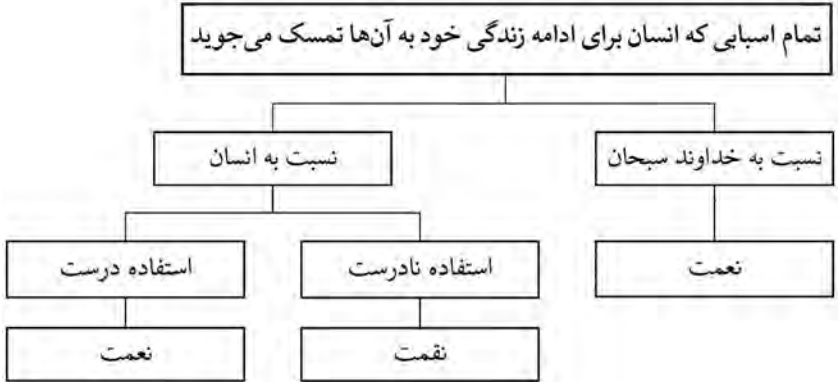 تمام اسبابی که انسان برای ادامه زندگی خود به آن‌ها تمسک می‌جوید
نسبت به خداوند سبحان
نسبت به انسان
نعمت
استفاده نادرست
استفاده درست
نقمت
نعمت